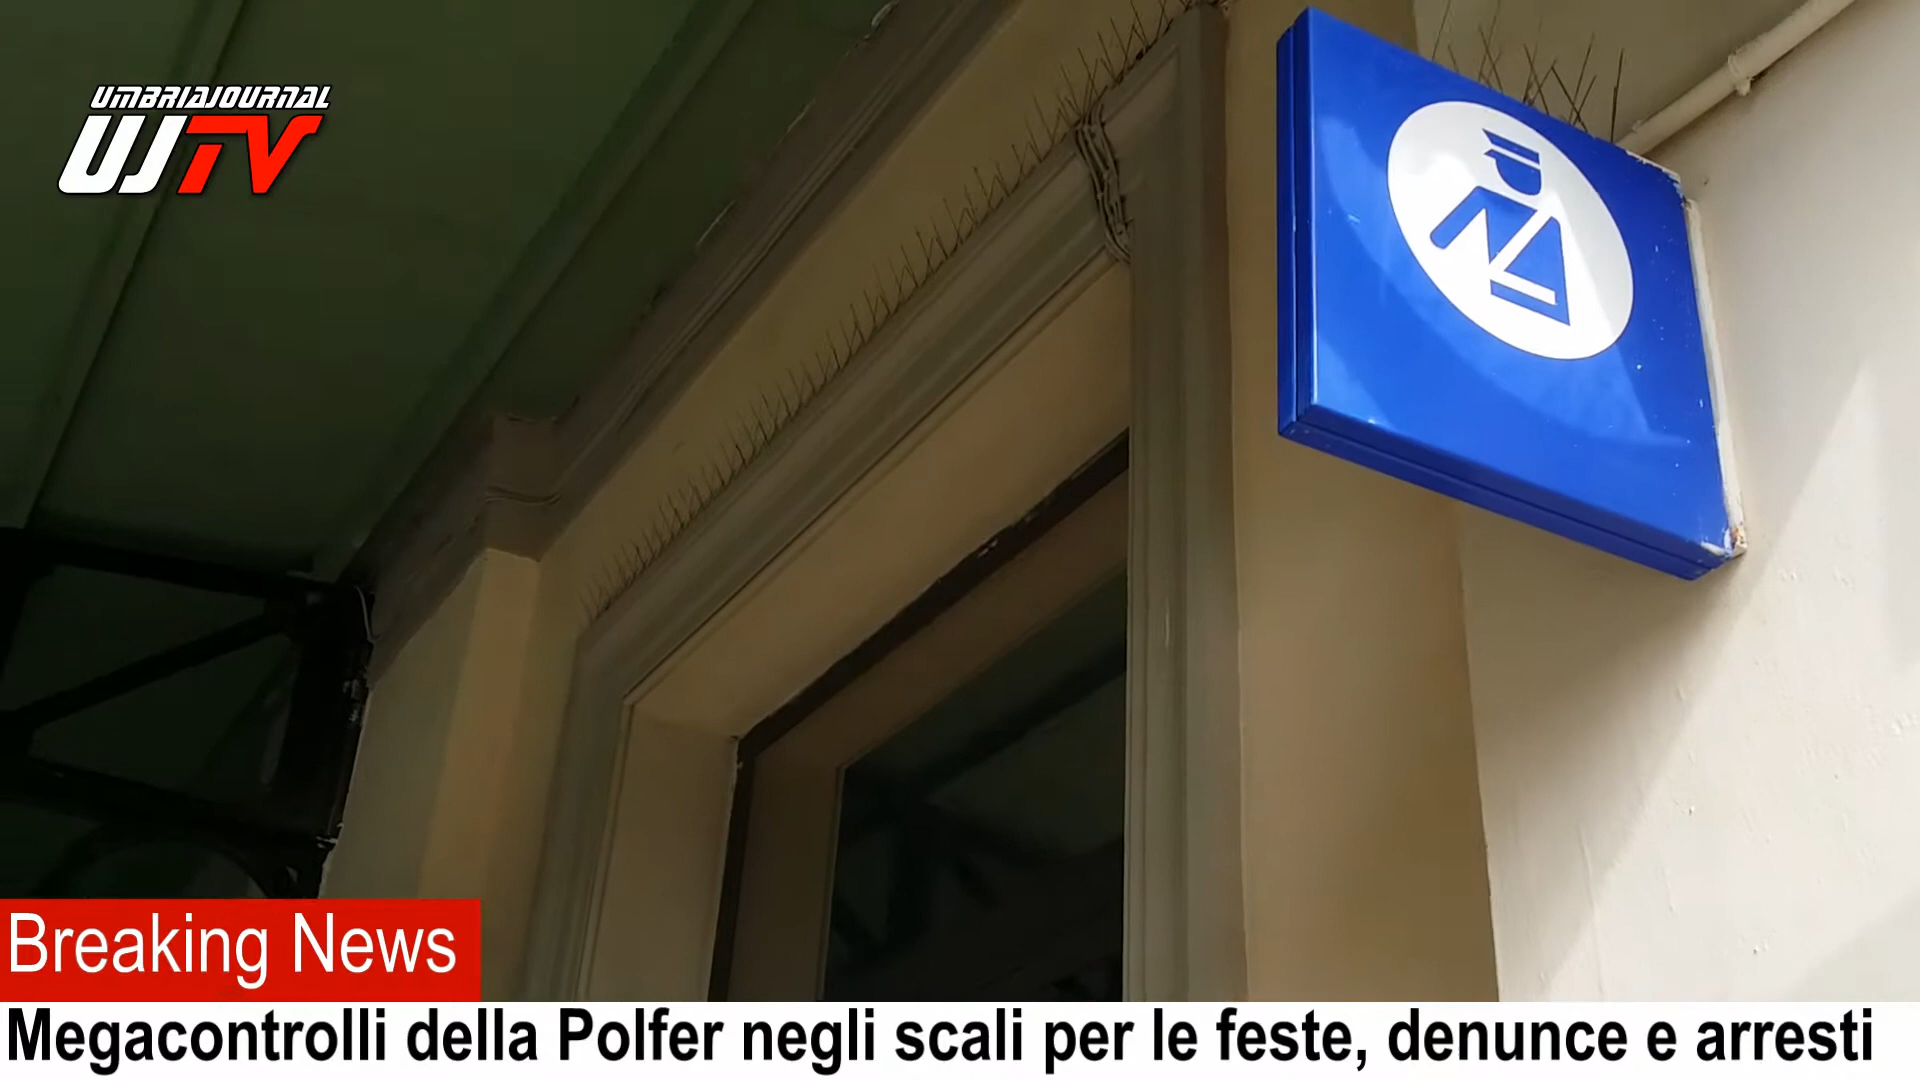 UMBRIAJOURNAL
UJTV
Breaking News
Megacontrolli della Polfer negli scali per le feste, denunce e arresti